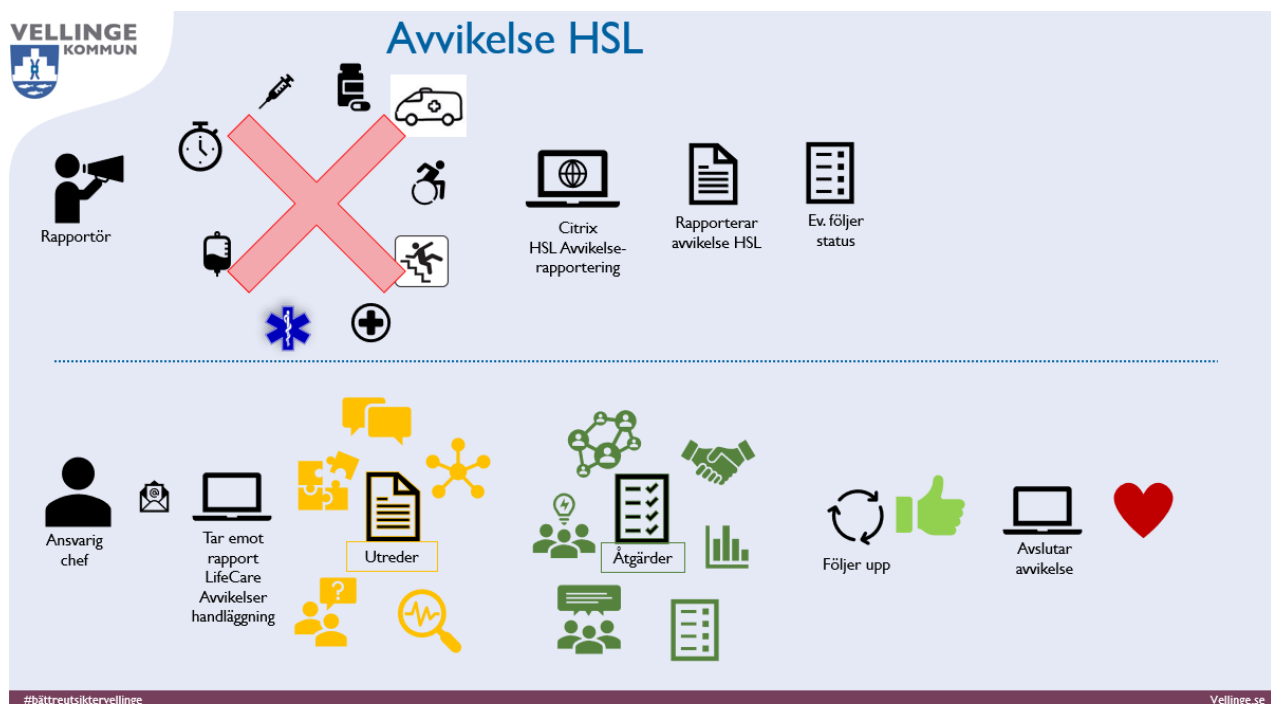 VELLINGE
KOMMUN
Avvikelse HSL
Rapportör
Citrix
HSL Avvikelse-
rapportering
Rapporterar
avvikelse HSL
Ev. följer
status
Ansvarig
chef
@
Tar emot
rapport
LifeCare
Avvikelser
handläggning
Utreder
?
Åtgärder
Följer upp
Avslutar
avvikelse
#bättreutsiktervellinge
Vellinge.se